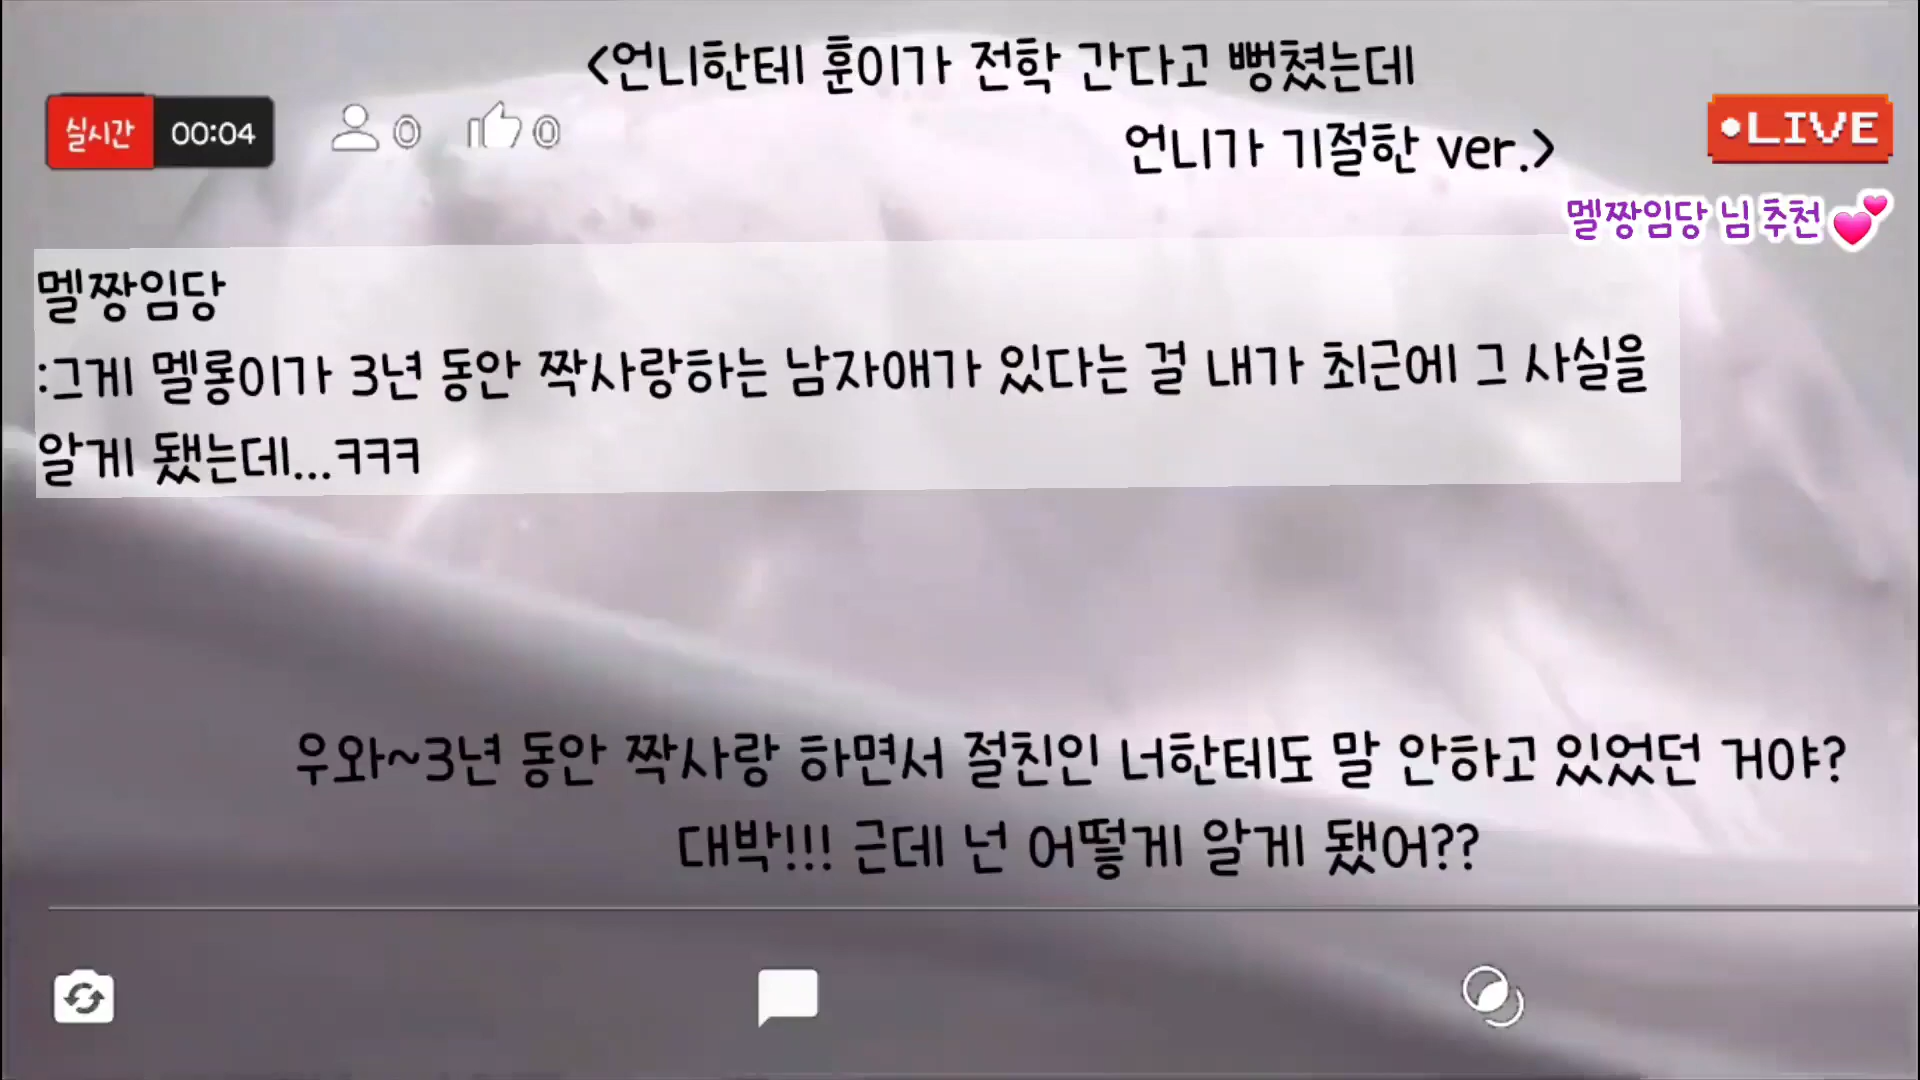 <언니한테 훈이가 전학 간다고 뻥쳤는데
언니가 기절한 ver.>
실시간 00:04 0 0
LIVE
멜짱임당 님 추천
멜짱임당
:그게 멜롱이가 3년 동안 짝사랑하는 남자애가 있다는 걸 내가 최근에 그 사실을
알게 됐는데...ㅋㅋㅋ
우와~3년 동안 짝사랑 하면서 절친인 너한테도 말 안하고 있었던 거야?
대박!!! 근데 넌 어떻게 알게 됐어??